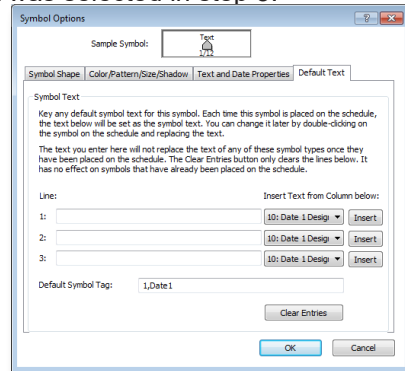 was selected in step 3.
Symbol Options
Sample Symbol:
Text
1/12
Symbol Shape Color/Pattern/Size/Shadow Text and Date Properties Default Text
Symbol Text
Key any default symbol text for this symbol. Each time this symbol is placed on the schedule,
the text below will be set as the symbol text. You can change it later by double-clicking on
the symbol on the schedule and replacing the text.
The text you enter here will not replace the text of any of these symbol types once they
have been placed on the schedule. The Clear Entries button only clears the lines below. It
has no effect on symbols that have already been placed on the schedule.
Line: Insert Text from Column below:
1: 10: Date 1 Desig Insert
2: 10: Date 1 Desig Insert
3: 10: Date 1 Desig Insert
Default Symbol Tag: 1,Date1
Clear Entries
OK Cancel